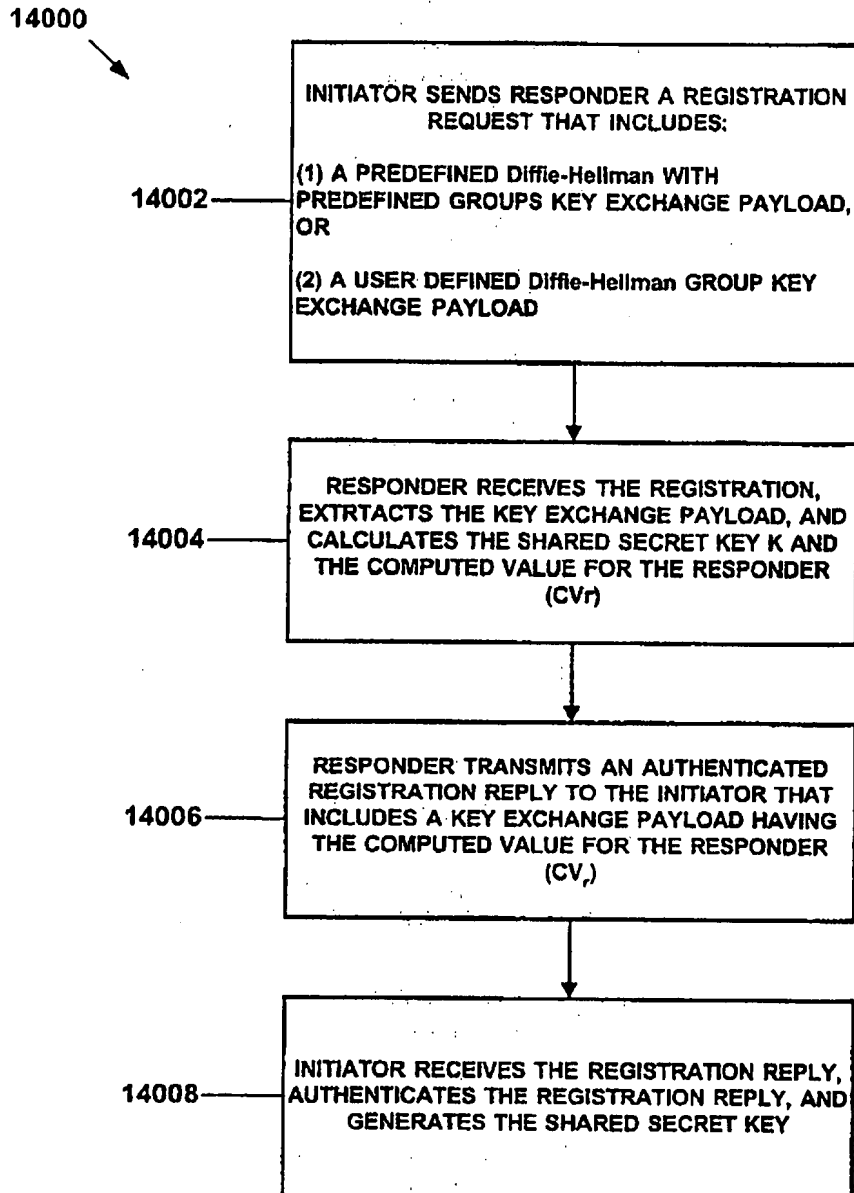 14000
INITIATOR SENDS RESPONDER A REGISTRATION
REQUEST THAT INCLUDES:
(1) A PREDEFINED Diffie-Hellman WITH
PREDEFINED GROUPS KEY EXCHANGE PAYLOAD,
OR
(2) A USER DEFINED Diffie-Hellman GROUP KEY
EXCHANGE PAYLOAD
14002
RESPONDER RECEIVES THE REGISTRATION,
EXTRTACTS THE KEY EXCHANGE PAYLOAD, AND
CALCULATES THE SHARED SECRET KEY K AND
THE COMPUTED VALUE FOR THE RESPONDER
(CVr)
14004
RESPONDER TRANSMITS AN AUTHENTICATED
REGISTRATION REPLY TO THE INITIATOR THAT
INCLUDES A KEY EXCHANGE PAYLOAD HAVING
THE COMPUTED VALUE FOR THE RESPONDER
(CVr)
14006
INITIATOR RECEIVES THE REGISTRATION REPLY,
AUTHENTICATES THE REGISTRATION REPLY, AND
GENERATES THE SHARED SECRET KEY
14008